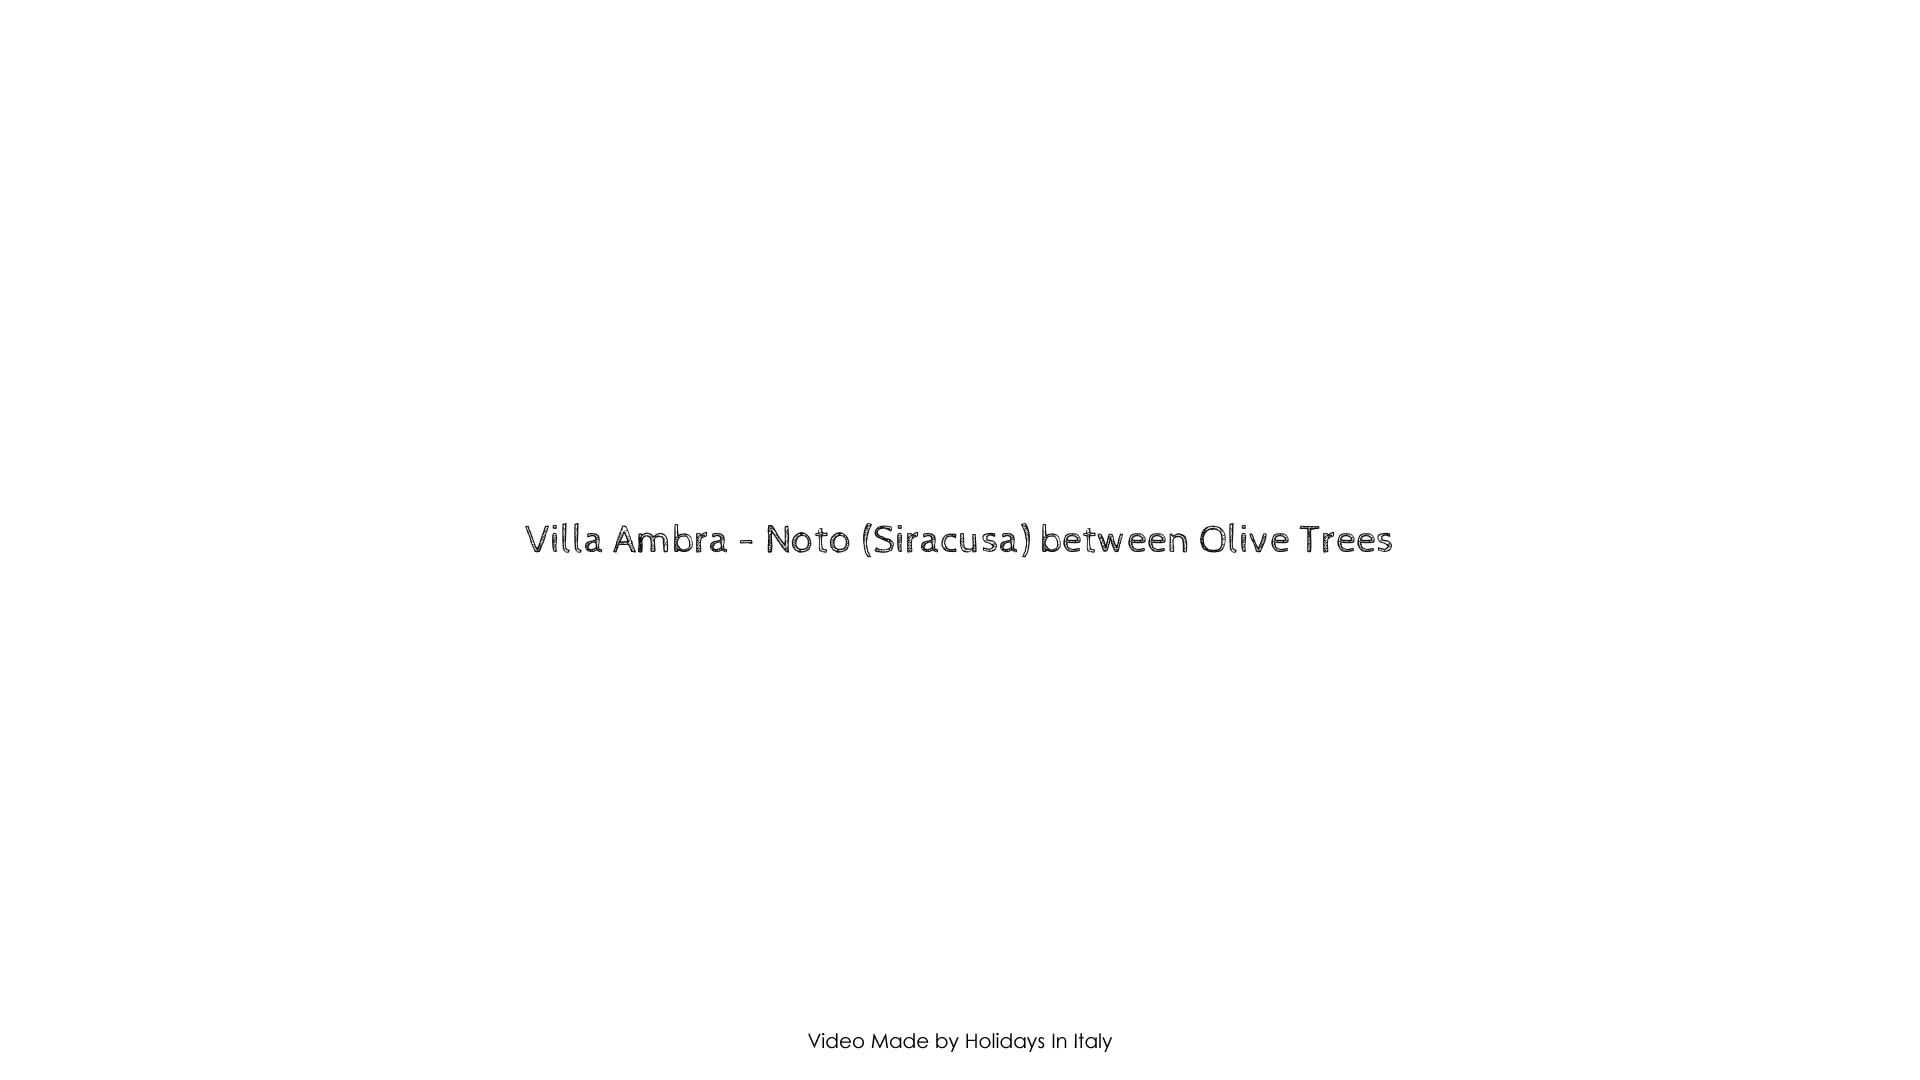 Villa Ambra - Noto (Siracusa) between Olive Trees
Video Made by Holidays In Italy